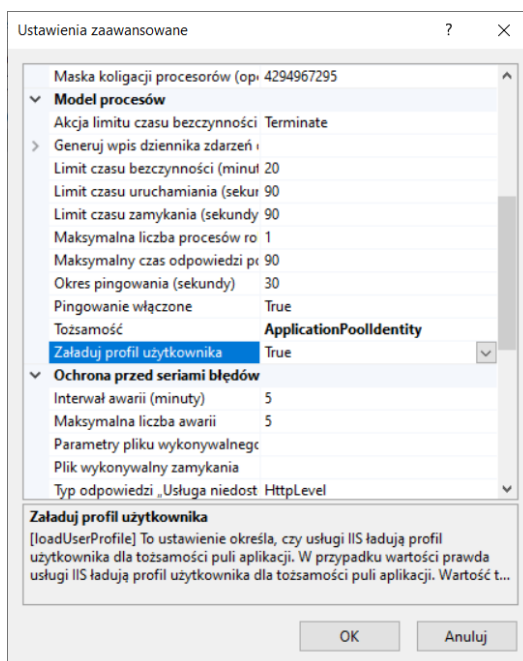 Ustawienia zaawansowane ? ×
Maska koligacji procesorów (op 4294967295
Model procesów
Akcja limitu czasu bezczynności Terminate
Generuj wpis dziennika zdarzeń
Limit czasu bezczynności (minut 20
Limit czasu uruchamiania (sekur 90
Limit czasu zamykania (sekundy 90
Maksymalna liczba procesów ro 1
Maksymalny czas odpowiedzi pc 90
Okres pingowania (sekundy) 30
Pingowanie włączone True
Tożsamość ApplicationPoolIdentity
Załaduj profil użytkownika True
Ochrona przed seriami błędów
Interwał awarii (minuty) 5
Maksymalna liczba awarii 5
Parametry pliku wykonywalnegc
Plik wykonywalny zamykania
Typ odpowiedzi „Usługa niedost HttpLevel
Załaduj profil użytkownika
[loadUserProfile] To ustawienie określa, czy usługi IIS ładują profil
użytkownika dla tożsamości puli aplikacji. W przypadku wartości prawda
usługi IIS ładują profil użytkownika dla tożsamości puli aplikacji. Wartość t...
OK Anuluj